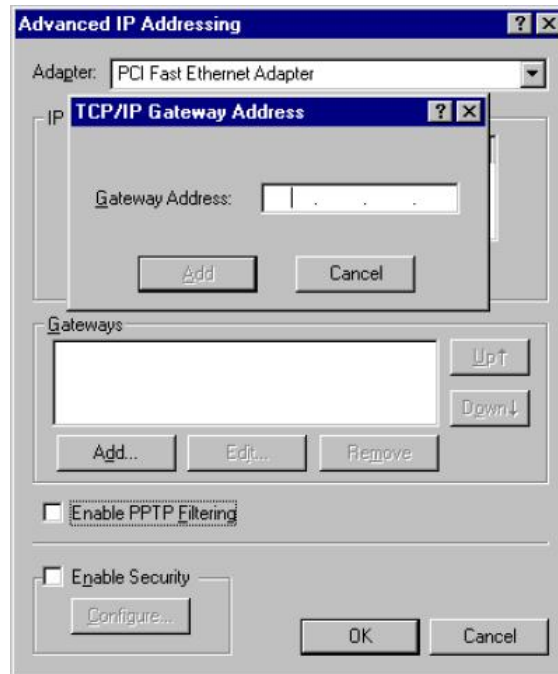 Advanced IP Addressing
Adapter: PCI Fast Ethernet Adapter
IP
TCP/IP Gateway Address
Gateway Address: . . .
Add Cancel
Gateways
Up↑
Down↓
Add... Edit... Remove
Enable PPTP Filtering
Enable Security
Configure...
OK Cancel